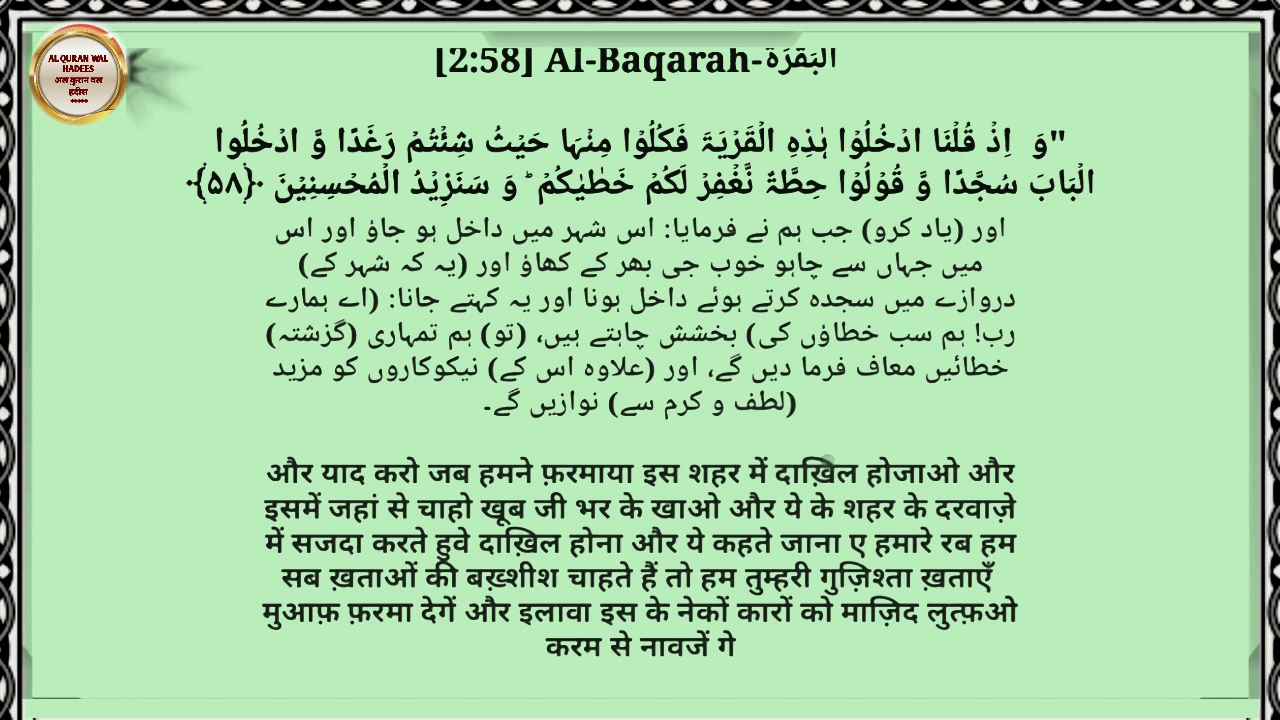 AL QURAN WAL
HADEES
अल कुरान वल
हदीस
*****
[2:58] Al-Baqarah-البَقَرَة
"وَ اِذۡ قُلۡنَا ادۡخُلُوۡا ہٰذِہِ الۡقَرۡیَۃَ فَکُلُوۡا مِنۡہَا حَیۡثُ شِئۡتُمۡ رَغَدًا وَّ ادۡخُلُوا
الۡبَابَ سُجَّدًا وَّ قُوۡلُوۡا حِطَّۃٌ نَّغۡفِرۡ لَکُمۡ خَطٰیٰکُمۡ ؕ وَ سَنَزِیۡدُ الۡمُحۡسِنِیۡنَ ﴿۵۸﴾
اور (یاد کرو) جب ہم نے فرمایا: اس شہر میں داخل ہو جاؤ اور اس
میں جہاں سے چاہو خوب جی بھر کے کھاؤ اور (یہ کہ شہر کے)
دروازے میں سجدہ کرتے ہوئے داخل ہونا اور یہ کہتے جانا: (اے ہمارے
رب! ہم سب خطاؤں کی) بخشش چاہتے ہیں، (تو) ہم تمہاری (گزشتہ)
خطائیں معاف فرما دیں گے، اور (علاوہ اس کے) نیکوکاروں کو مزید
(لطف و کرم سے) نوازیں گے۔
और याद करो जब हमने फ़रमाया इस शहर में दाख़िल होजाओ और
इसमें जहां से चाहो खूब जी भर के खाओ और ये के शहर के दरवाज़े
में सजदा करते हुवे दाख़िल होना और ये कहते जाना ए हमारे रब हम
सब ख़ताओं की बख़्शीश चाहते हैं तो हम तुम्हरी गुज़िश्ता ख़ताएँ
मुआफ़ फ़रमा देगें और इलावा इस के नेकों कारों को माज़िद लुत्फ़ओ
करम से नावजें गे